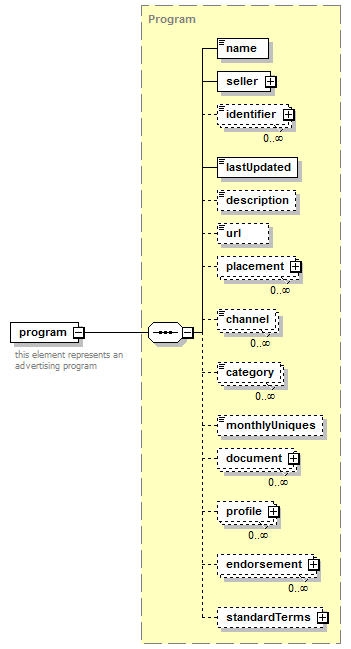 Program
name
seller
identifier
0..∞
lastUpdated
description
url
placement
0..∞
channel
0..∞
program
this element represents an
advertising program
category
0..∞
monthlyUniques
document
0..∞
profile
0..∞
endorsement
0..∞
standardTerms